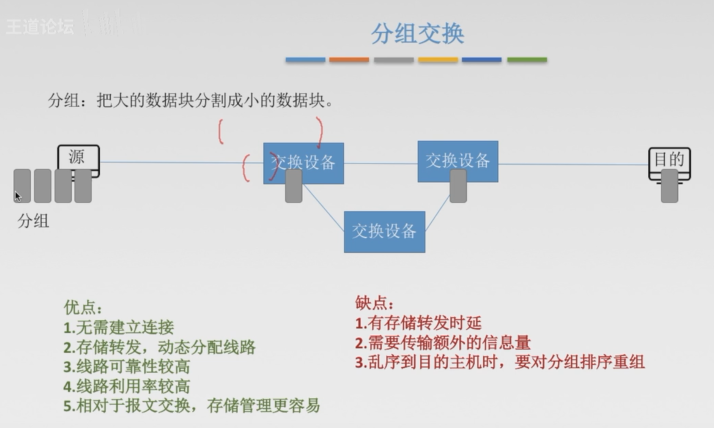 王道论坛
分组交换
分组：把大的数据块分割成小的数据块。
源
交换设备
交换设备
目的
分组
交换设备
优点：
1.无需建立连接
2.存储转发，动态分配线路
3.线路可靠性较高
4.线路利用率较高
5.相对于报文交换，存储管理更容易
缺点：
1.有存储转发时延
2.需要传输额外的信息量
3.乱序到目的主机时，要对分组排序重组